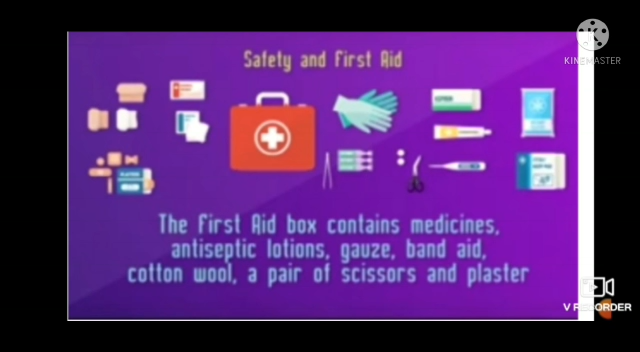 KINEMASTER
Safety and First Aid
The First Aid box contains medicines,
antiseptic lotions, gauze, band aid,
cotton wool, a pair of scissors and plaster